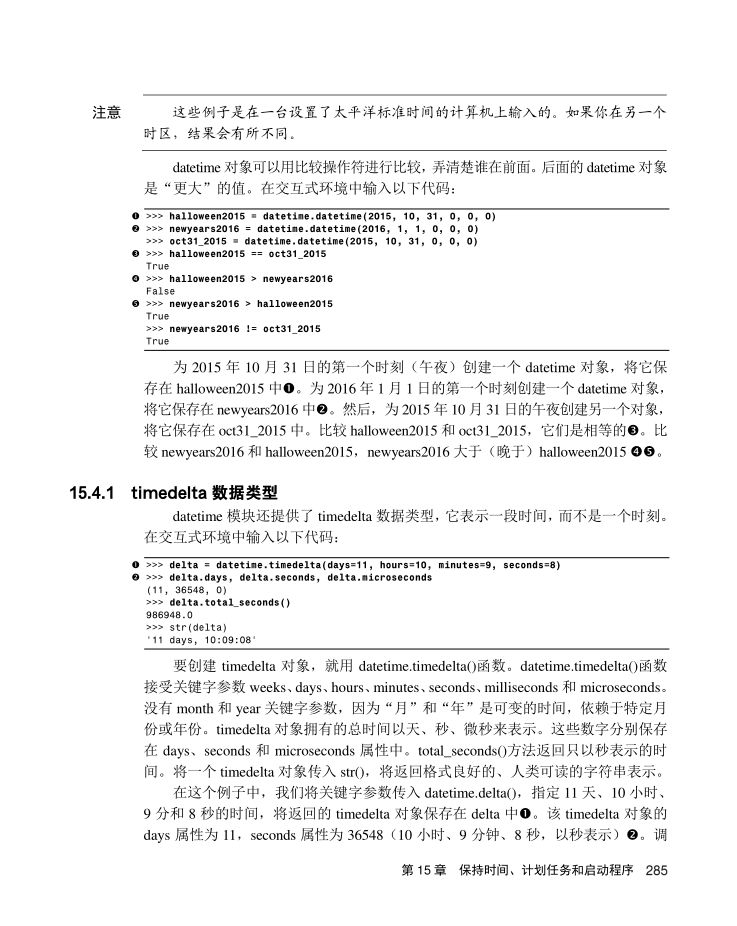 注意 这些例子是在一台设置了太平洋标准时间的计算机上输入的。如果你在另一个
时区，结果会有所不同。
datetime 对象可以用比较操作符进行比较，弄清楚谁在前面。后面的 datetime 对象
是“更大”的值。在交互式环境中输入以下代码：
❶ >>> halloween2015 = datetime.datetime(2015, 10, 31, 0, 0, 0)
❷ >>> newyears2016 = datetime.datetime(2016, 1, 1, 0, 0, 0)
>>> oct31_2015 = datetime.datetime(2015, 10, 31, 0, 0, 0)
❸ >>> halloween2015 == oct31_2015
True
❹ >>> halloween2015 > newyears2016
False
❺ >>> newyears2016 > halloween2015
True
>>> newyears2016 != oct31_2015
True
为 2015 年 10 月 31 日的第一个时刻（午夜）创建一个 datetime 对象，将它保
存在 halloween2015 中❶。为 2016 年 1 月 1 日的第一个时刻创建一个 datetime 对象，
将它保存在 newyears2016 中❷。然后，为 2015 年 10 月 31 日的午夜创建另一个对象，
将它保存在 oct31_2015 中。比较 halloween2015 和 oct31_2015，它们是相等的❸。比
较 newyears2016 和 halloween2015，newyears2016 大于（晚于）halloween2015 ❹❺。
15.4.1 timedelta 数据类型
datetime 模块还提供了 timedelta 数据类型，它表示一段时间，而不是一个时刻。
在交互式环境中输入以下代码：
❶ >>> delta = datetime.timedelta(days=11, hours=10, minutes=9, seconds=8)
❷ >>> delta.days, delta.seconds, delta.microseconds
(11, 36548, 0)
>>> delta.total_seconds()
986948.0
>>> str(delta)
'11 days, 10:09:08'
要创建 timedelta 对象，就用 datetime.timedelta()函数。datetime.timedelta()函数
接受关键字参数 weeks、days、hours、minutes、seconds、milliseconds 和 microseconds。
没有 month 和 year 关键字参数，因为“月”和“年”是可变的时间，依赖于特定月
份或年份。timedelta 对象拥有的总时间以天、秒、微秒来表示。这些数字分别保存
在 days、seconds 和 microseconds 属性中。total_seconds()方法返回只以秒表示的时
间。将一个 timedelta 对象传入 str()，将返回格式良好的、人类可读的字符串表示。
在这个例子中，我们将关键字参数传入 datetime.delta()，指定 11 天、10 小时、
9 分和 8 秒的时间，将返回的 timedelta 对象保存在 delta 中❶。该 timedelta 对象的
days 属性为 11，seconds 属性为 36548（10 小时、9 分钟、8 秒，以秒表示）❷。调
第 15 章 保持时间、计划任务和启动程序 285